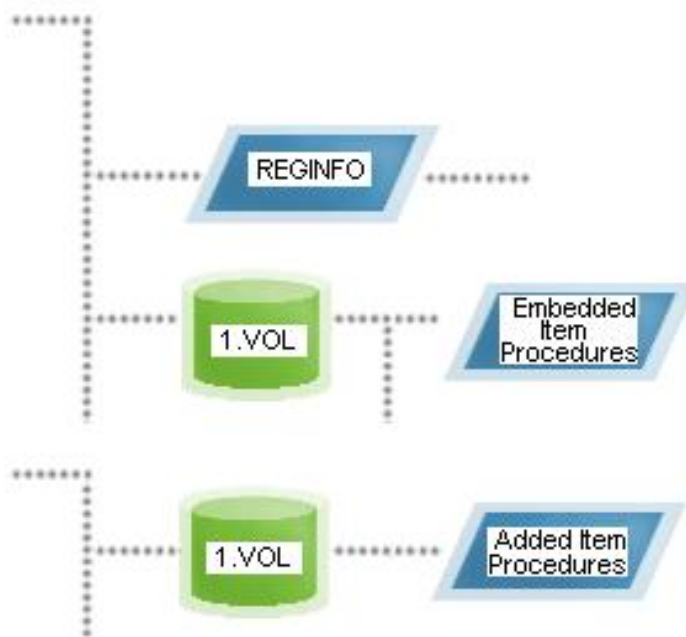 REGINFO
1.VOL
Embedded
Item
Procedures
1.VOL
Added Item
Procedures